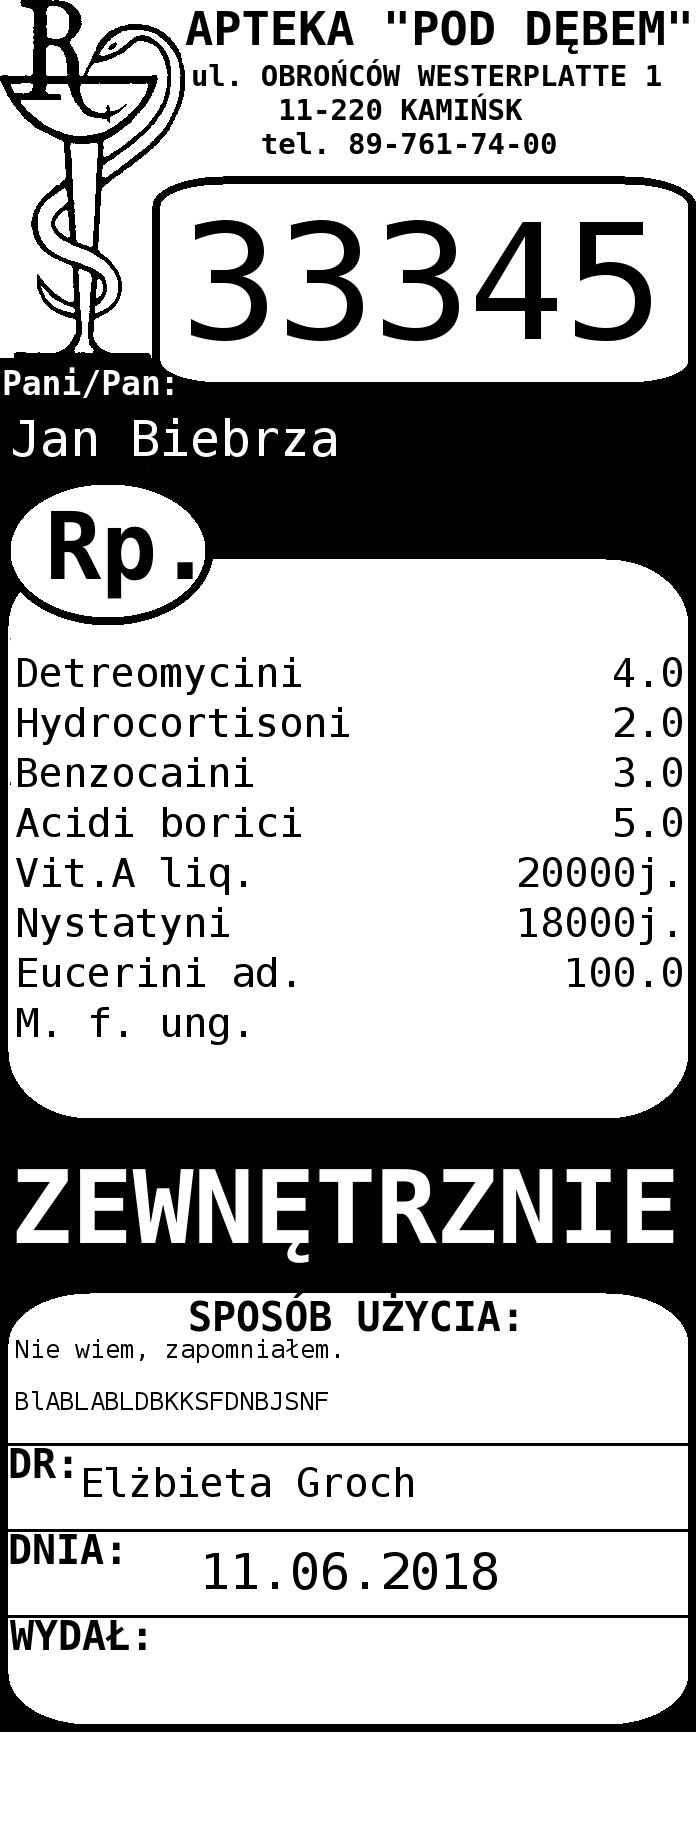 APTEKA "POD DĘBEM"
ul. OBROŃCÓW WESTERPLATTE 1
11-220 KAMIŃSK
tel. 89-761-74-00
33345
Pani/Pan:
Jan Biebrza
Rp.
Detreomycini 4.0
Hydrocortisoni 2.0
Benzocaini 3.0
Acidi borici 5.0
Vit.A liq. 20000j.
Nystatyni 18000j.
Eucerini ad. 100.0
M. f. ung.
ZEWNĘTRZNIE
SPOSÓB UŻYCIA:
Nie wiem, zapomniałem.
BlABLABLDBKKSFDNBJSNF
DR: Elżbieta Groch
DNIA: 11.06.2018
WYDAŁ: